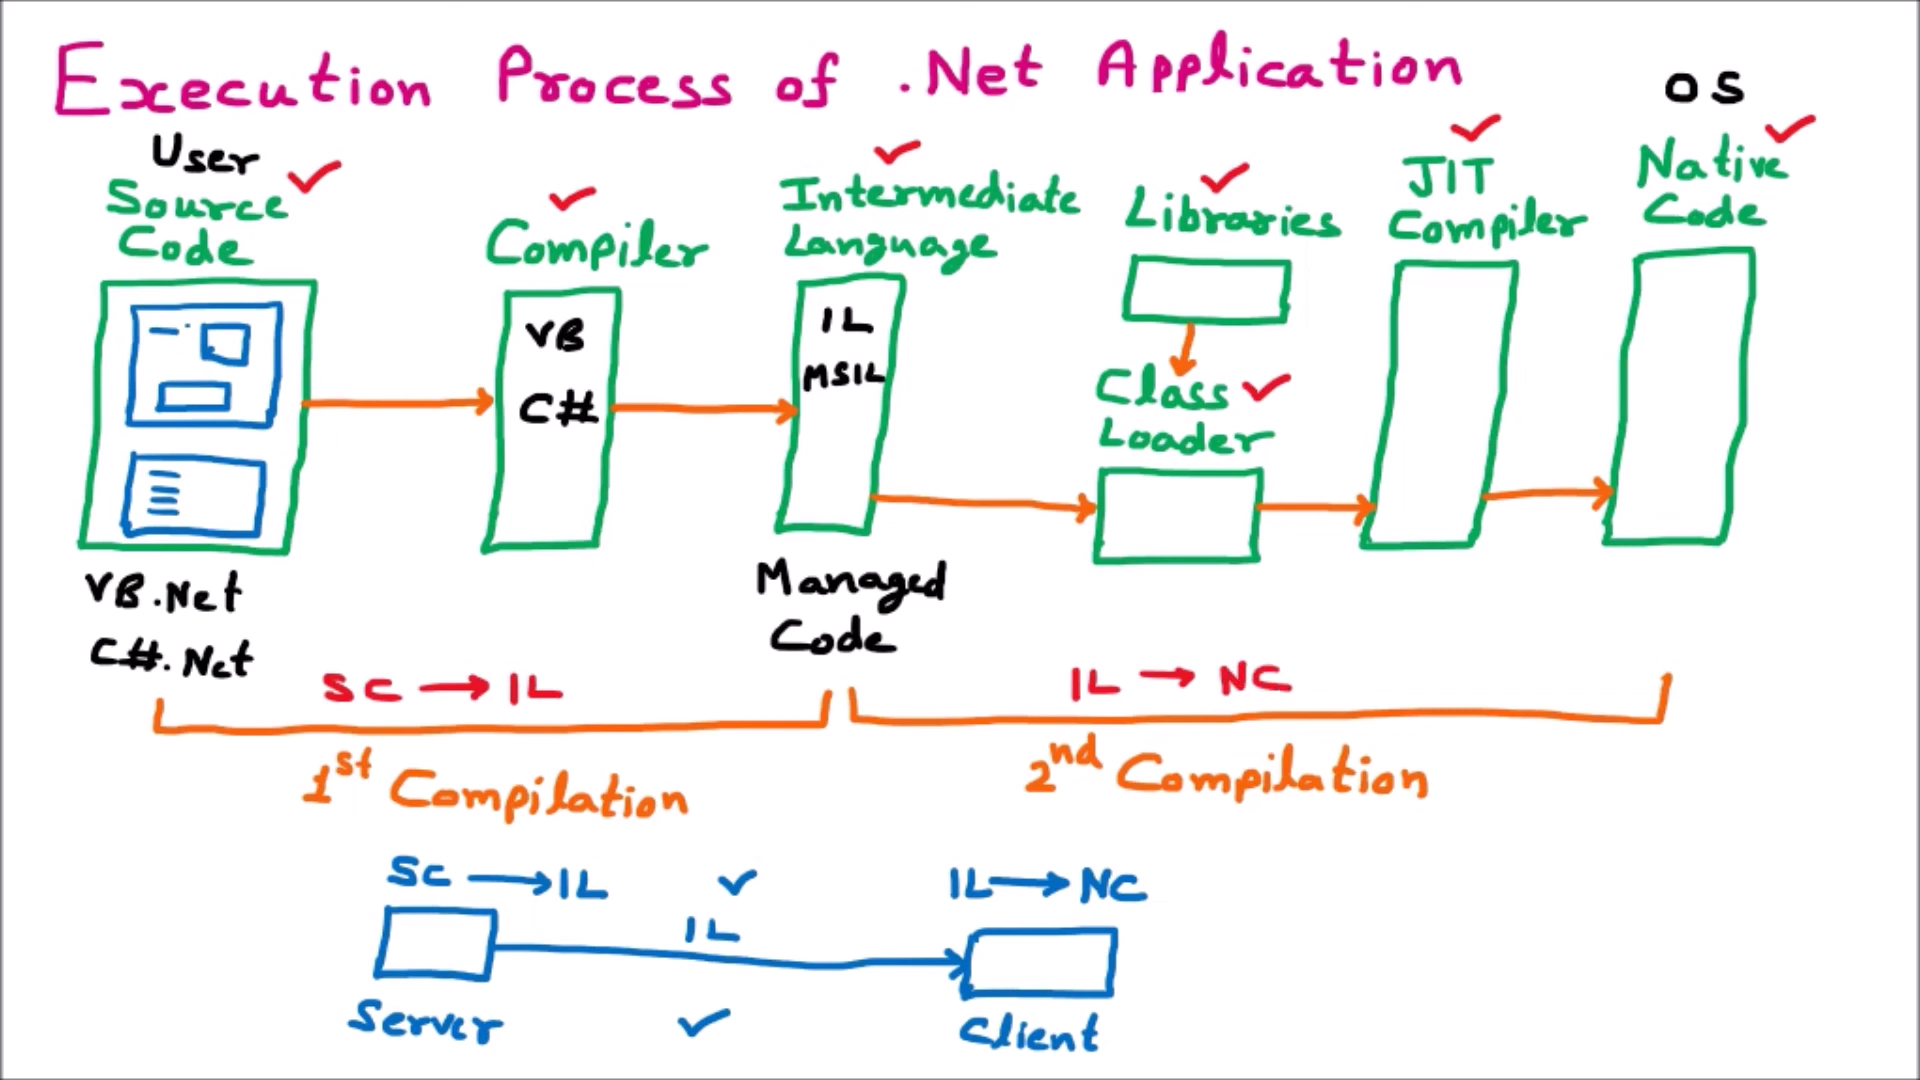 Execution Process of .Net Application
OS
User
Source
Code
Compiler
Intermediate
Language
Libraries
JIT
Compiler
Native
Code
VB
C#
IL
MSIL
Class
Loader
VB.Net
C#.Net
Managed
Code
SC → IL
IL → NC
1st Compilation
2nd Compilation
SC → IL
IL → NC
IL
Server
Client